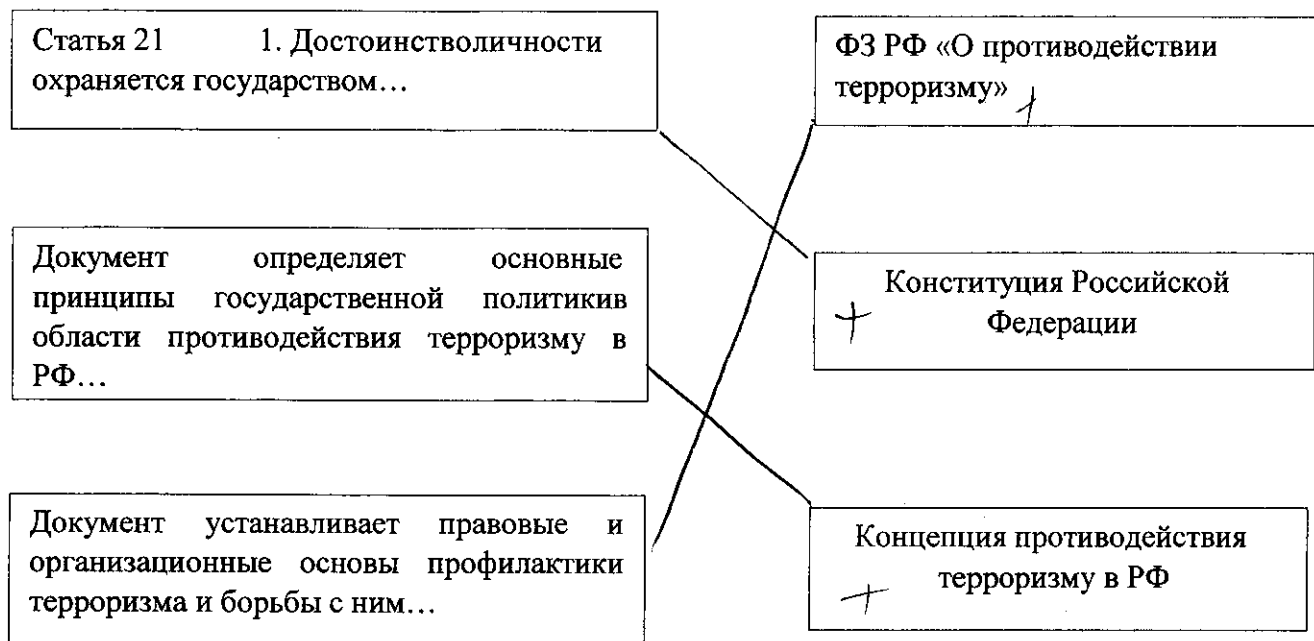 Статья 21 1. Достоинстволичности
охраняется государством...
ФЗ РФ «О противодействии
терроризму»
Документ определяет основные
принципы государственной политикив
области противодействия терроризму в
РФ...
Конституция Российской
+
Федерации
Документ устанавливает правовые и
организационные основы профилактики
терроризма и борьбы с ним...
Концепция противодействия
терроризму в РФ
+